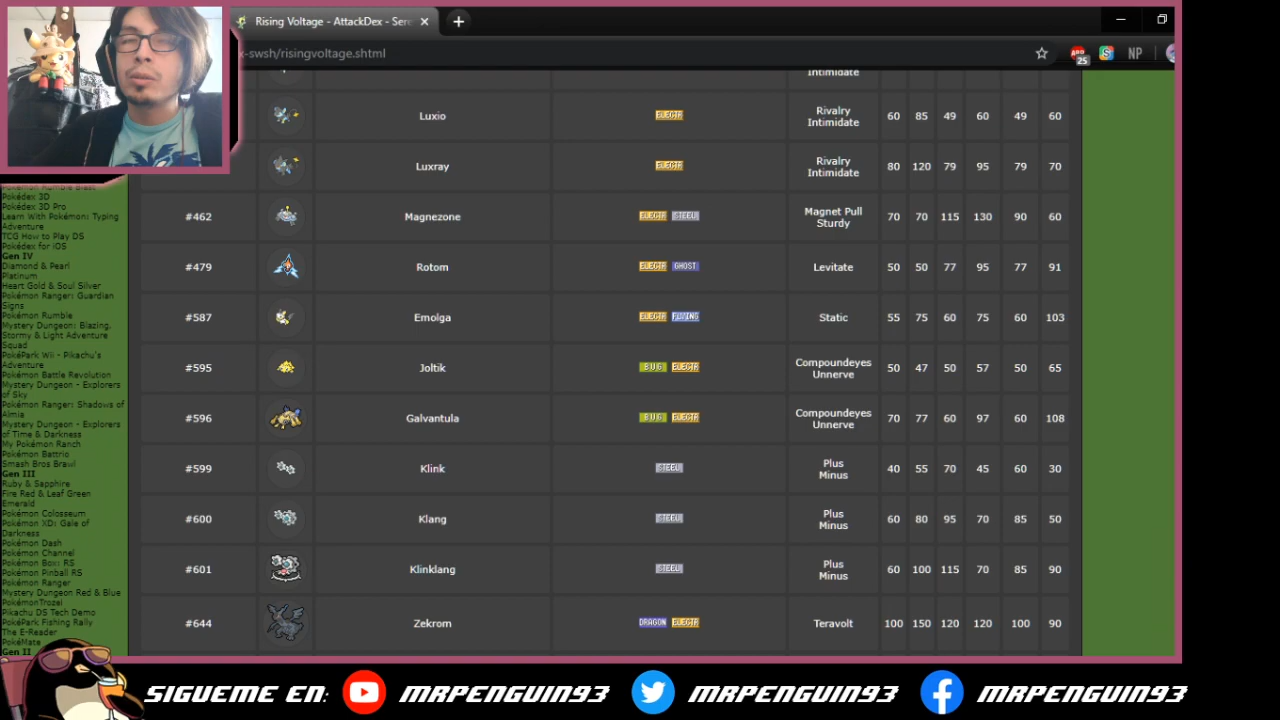 Rising Voltage - AttackDex - Sere
x-swsh/risingvoltage.shtml
25
NP
Intimidate
Luxio ELECTR Rivalry Intimidate 60 85 49 60 49 60
Luxray ELECTR Rivalry Intimidate 80 120 79 95 79 70
#462 Magnezone ELECTR STEEL Magnet Pull Sturdy 70 70 115 130 90 60
#479 Rotom ELECTR GHOST Levitate 50 50 77 95 77 91
#587 Emolga ELECTR FLYING Static 55 75 60 75 60 103
#595 Joltik BUG ELECTR Compoundeyes Unnerve 50 47 50 57 50 65
#596 Galvantula BUG ELECTR Compoundeyes Unnerve 70 77 60 97 60 108
#599 Klink STEEL Plus Minus 40 55 70 45 60 30
#600 Klang STEEL Plus Minus 60 80 95 70 85 50
#601 Klinklang STEEL Plus Minus 60 100 115 70 85 90
#644 Zekrom DRAGON ELECTR Teravolt 100 150 120 120 100 90
Pokémon Rumble Blast
Pokédex 3D
Pokédex 3D Pro
Learn With Pokémon: Typing
Adventure
TCG How to Play DS
Pokédex for iOS
Gen IV
Diamond & Pearl
Platinum
Heart Gold & Soul Silver
Pokémon Ranger: Guardian
Signs
Pokémon Rumble
Mystery Dungeon: Blazing,
Stormy & Light Adventure
Squad
PokéPark Wii - Pikachu's
Adventure
Pokémon Battle Revolution
Mystery Dungeon - Explorers
of Sky
Pokémon Ranger: Shadows of
Almia
Mystery Dungeon - Explorers
of Time & Darkness
My Pokémon Ranch
Pokémon Battrio
Smash Bros Brawl
Gen III
Ruby & Sapphire
Fire Red & Leaf Green
Emerald
Pokémon Colosseum
Pokémon XD: Gale of
Darkness
Pokémon Dash
Pokémon Channel
Pokémon Box: RS
Pokémon Pinball RS
Pokémon Ranger
Mystery Dungeon Red & Blue
PokémonTrozei
Pikachu DS Tech Demo
PokéPark Fishing Rally
The E-Reader
PokéMate
Gen II
SIGUEME EN: MRPENGUIN93 MRPENGUIN93 MRPENGUIN93